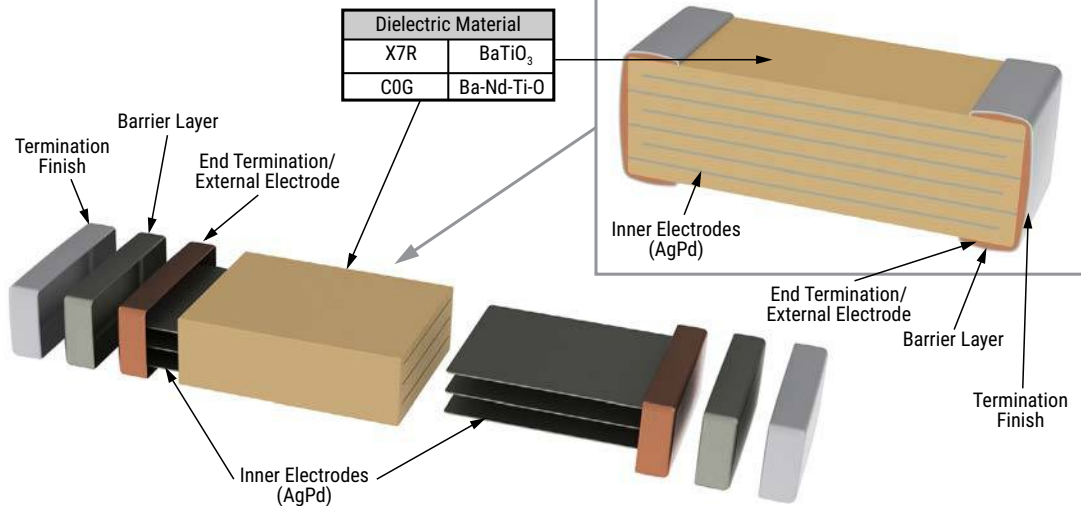 Dielectric Material
X7R BaTiO₃
C0G Ba-Nd-Ti-O
Barrier Layer
Termination
Finish
End Termination/
External Electrode
Inner Electrodes
(AgPd)
End Termination/
External Electrode
Barrier Layer
Termination
Finish
Inner Electrodes
(AgPd)